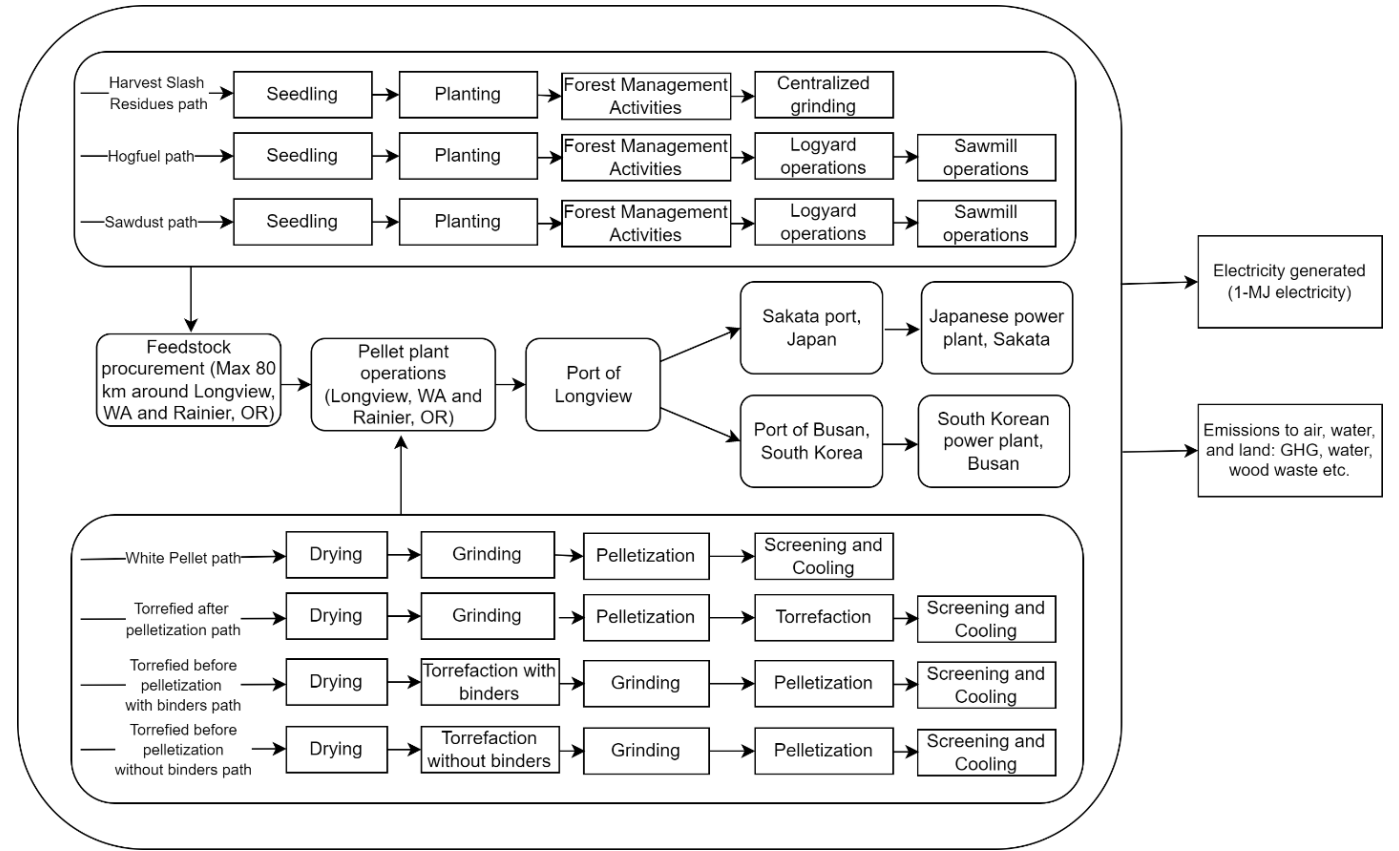 Harvest Slash
Residues path
Seedling
Planting
Forest Management
Activities
Centralized
grinding
Hogfuel path
Seedling
Planting
Forest Management
Activities
Logyard
operations
Sawmill
operations
Sawdust path
Seedling
Planting
Forest Management
Activities
Logyard
operations
Sawmill
operations
Feedstock
procurement (Max 80
km around Longview,
WA and Rainier, OR)
Pellet plant
operations
(Longview, WA and
Rainier, OR)
Port of
Longview
Sakata port,
Japan
Japanese power
plant, Sakata
Port of Busan,
South Korea
South Korean
power plant,
Busan
Electricity generated
(1-MJ electricity)
Emissions to air, water,
and land: GHG, water,
wood waste etc.
White Pellet path
Drying
Grinding
Pelletization
Screening and
Cooling
Torrefied after
pelletization path
Drying
Grinding
Pelletization
Torrefaction
Screening and
Cooling
Torrefied before
pelletization
with binders path
Drying
Torrefaction with
binders
Grinding
Pelletization
Screening and
Cooling
Torrefied before
pelletization
without binders path
Drying
Torrefaction
without binders
Grinding
Pelletization
Screening and
Cooling